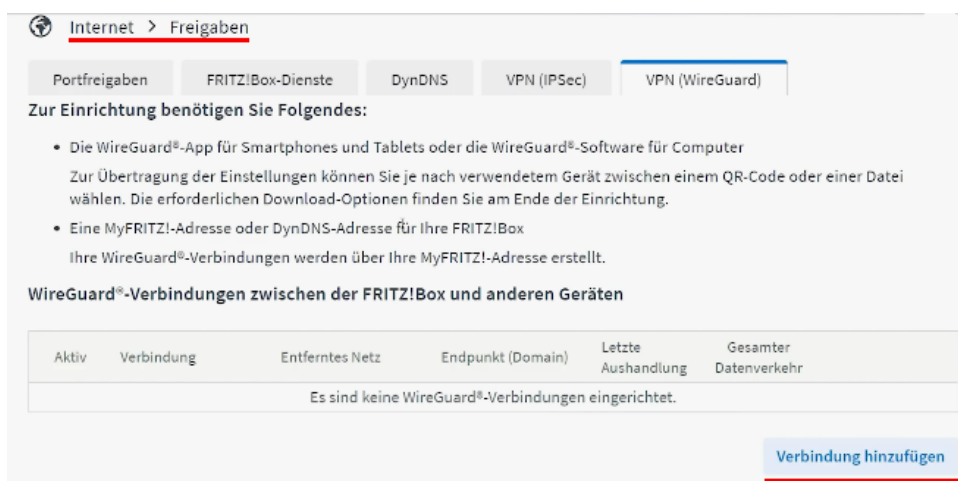 Internet > Freigaben
Portfreigaben FRITZ!Box-Dienste DynDNS VPN (IPSec) VPN (WireGuard)
Zur Einrichtung benötigen Sie Folgendes:
• Die WireGuard®-App für Smartphones und Tablets oder die WireGuard®-Software für Computer
Zur Übertragung der Einstellungen können Sie je nach verwendetem Gerät zwischen einem QR-Code oder einer Datei
wählen. Die erforderlichen Download-Optionen finden Sie am Ende der Einrichtung.
• Eine MyFRITZ!-Adresse oder DynDNS-Adresse für Ihre FRITZ!Box
Ihre WireGuard®-Verbindungen werden über Ihre MyFRITZ!-Adresse erstellt.
WireGuard®-Verbindungen zwischen der FRITZ!Box und anderen Geräten
Aktiv Verbindung Entferntes Netz Endpunkt (Domain) Letzte Gesamter
Aushandlung Datenverkehr
Es sind keine WireGuard®-Verbindungen eingerichtet.
Verbindung hinzufügen